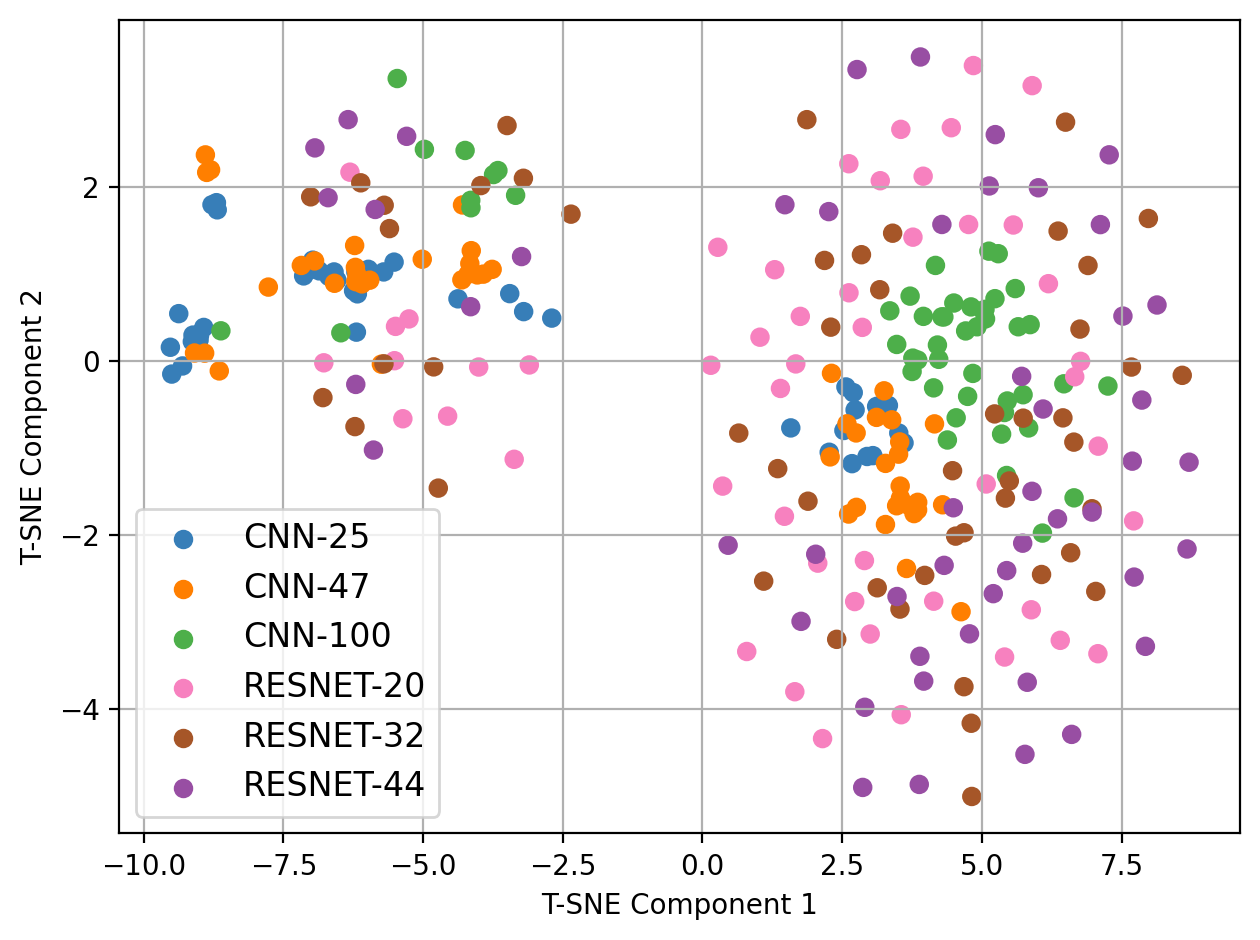 2
0
−2
−4
T-SNE Component 2
CNN-25
CNN-47
CNN-100
RESNET-20
RESNET-32
RESNET-44
−10.0 −7.5 −5.0 −2.5 0.0 2.5 5.0 7.5
T-SNE Component 1